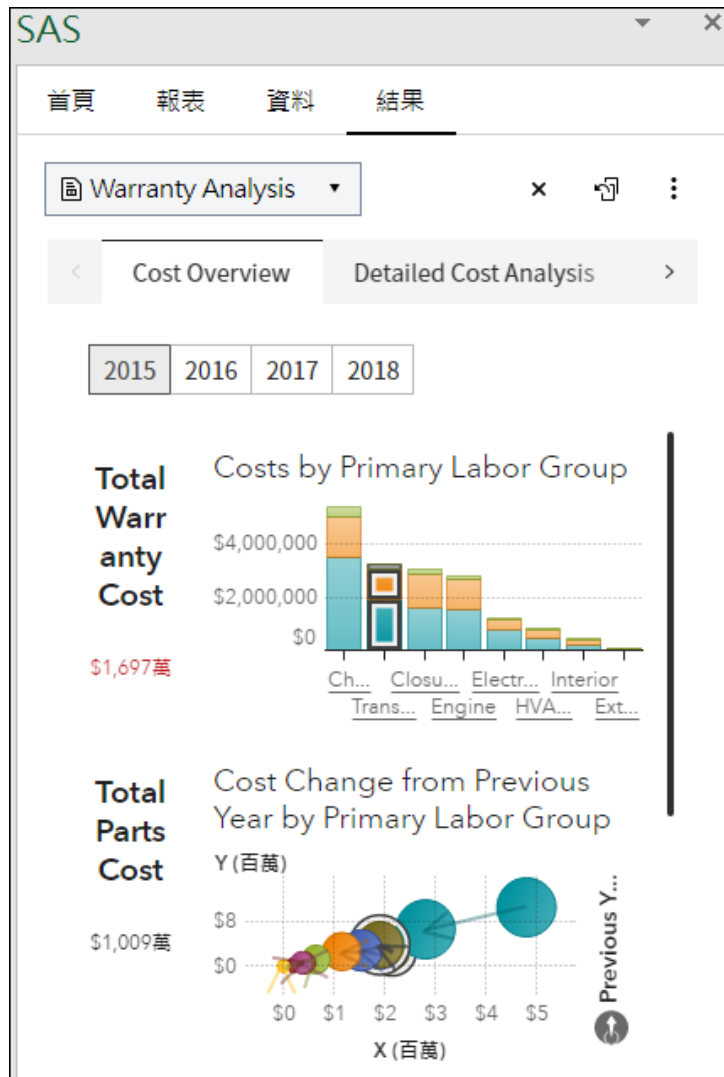 SAS
首頁 報表 資料 結果
Warranty Analysis
Cost Overview Detailed Cost Analysis
2015 2016 2017 2018
Total
Warr
anty
Cost
$1,697萬
Costs by Primary Labor Group
$4,000,000
$2,000,000
$0
Ch... Closu... Electr... Interior
Trans... Engine HVA... Ext...
Total
Parts
Cost
$1,009萬
Cost Change from Previous
Year by Primary Labor Group
Y (百萬)
$8
$0
$0 $1 $2 $3 $4 $5
X (百萬)
Previous Y...